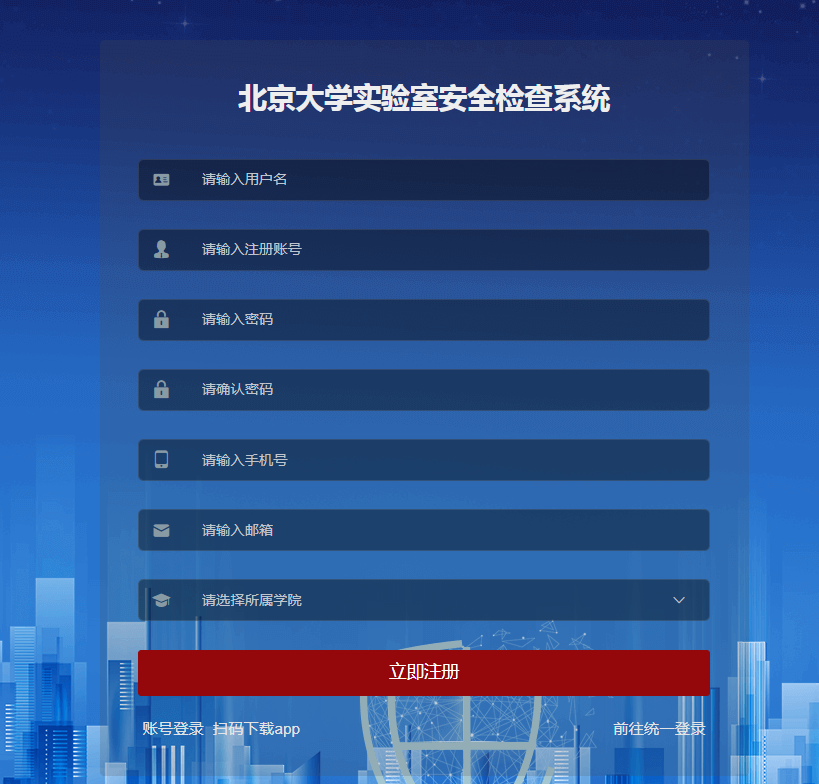 北京大学实验室安全检查系统
请输入用户名
请输入注册账号
请输入密码
请确认密码
请输入手机号
请输入邮箱
请选择所属学院
立即注册
账号登录 扫码下载app 前往统一登录